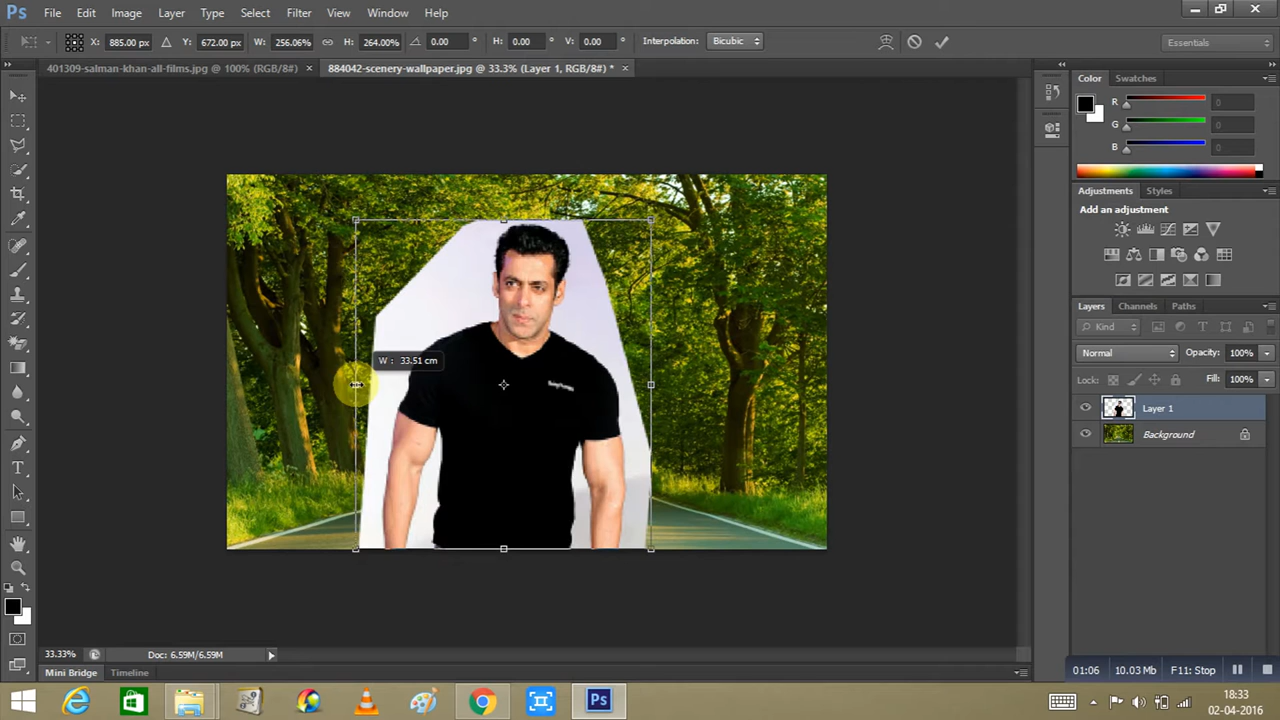 Ps File Edit Image Layer Type Select Filter View Window Help
X: 885.00 px Y: 672.00 px W: 256.06% H: 264.00% 0.00 ° H: 0.00 ° V: 0.00 ° Interpolation: Bicubic Essentials
401309-salman-khan-all-films.jpg @ 100% (RGB/8#) × 884042-scenery-wallpaper.jpg @ 33.3% (Layer 1, RGB/8#) * ×
Color Swatches
R 0
G 0
B 0
Adjustments Styles
Add an adjustment
Layers Channels Paths
Kind
Normal Opacity: 100%
Lock: Fill: 100%
Layer 1
Background
W: 33.51 cm
T
33.33% Doc: 6.59M/6.59M
Mini Bridge Timeline
01:06 10.03 Mb F11: Stop
Ps
18:33
02-04-2016